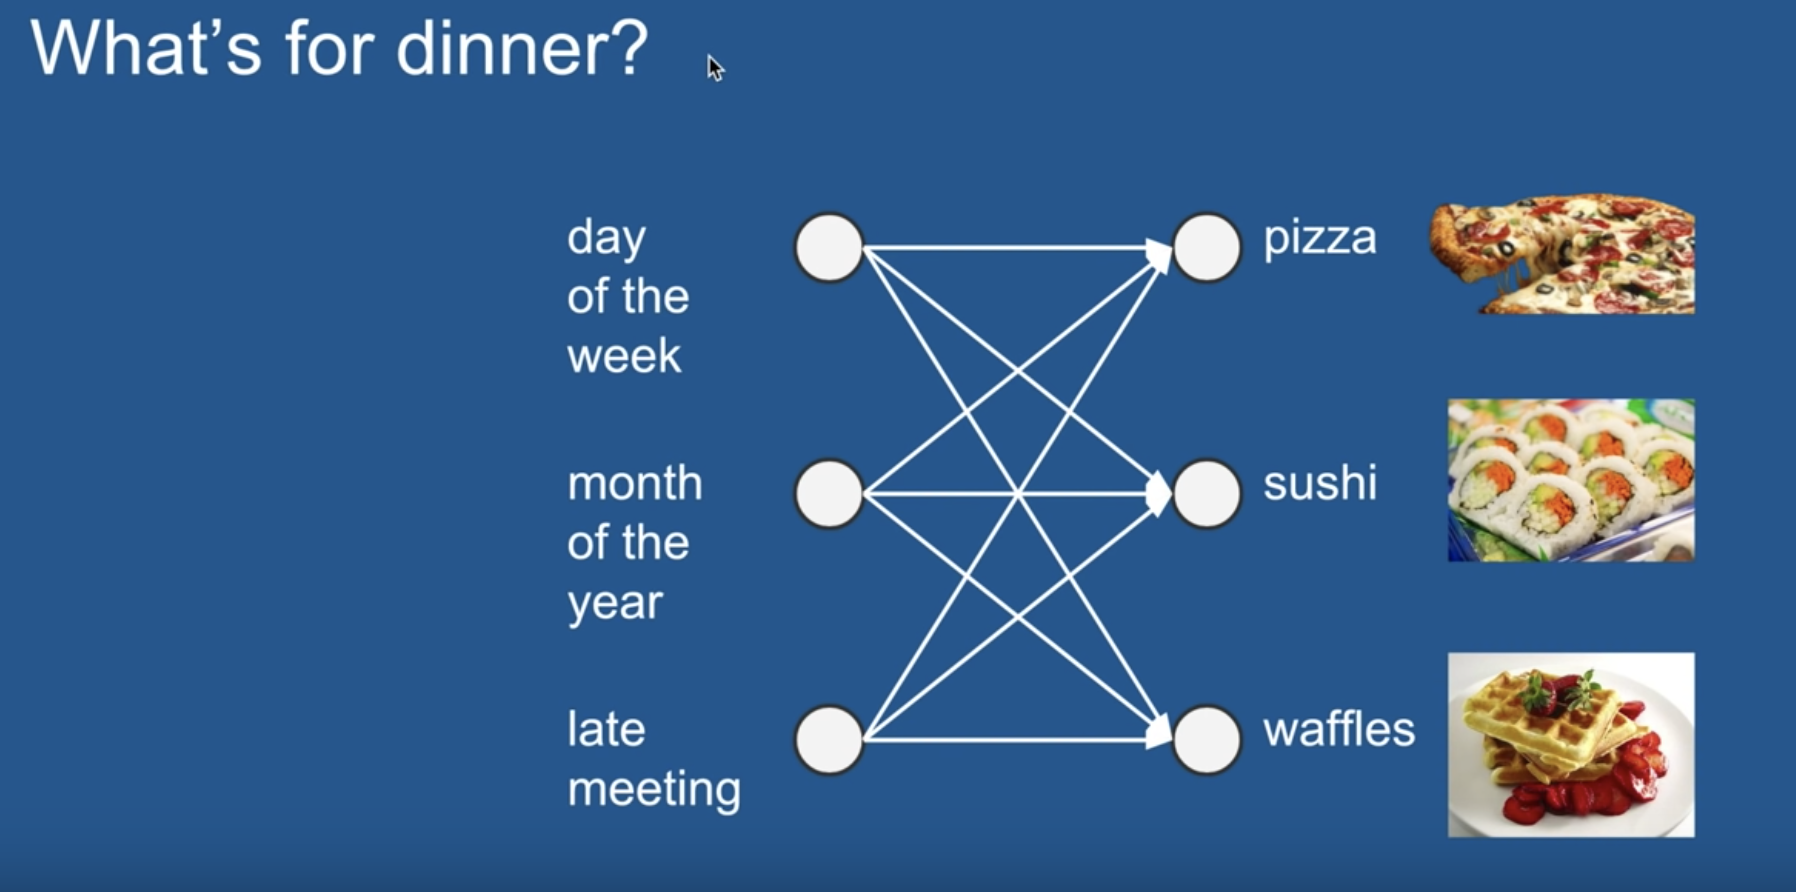 What's for dinner?
day
of the
week
pizza
month
of the
year
sushi
late
meeting
waffles